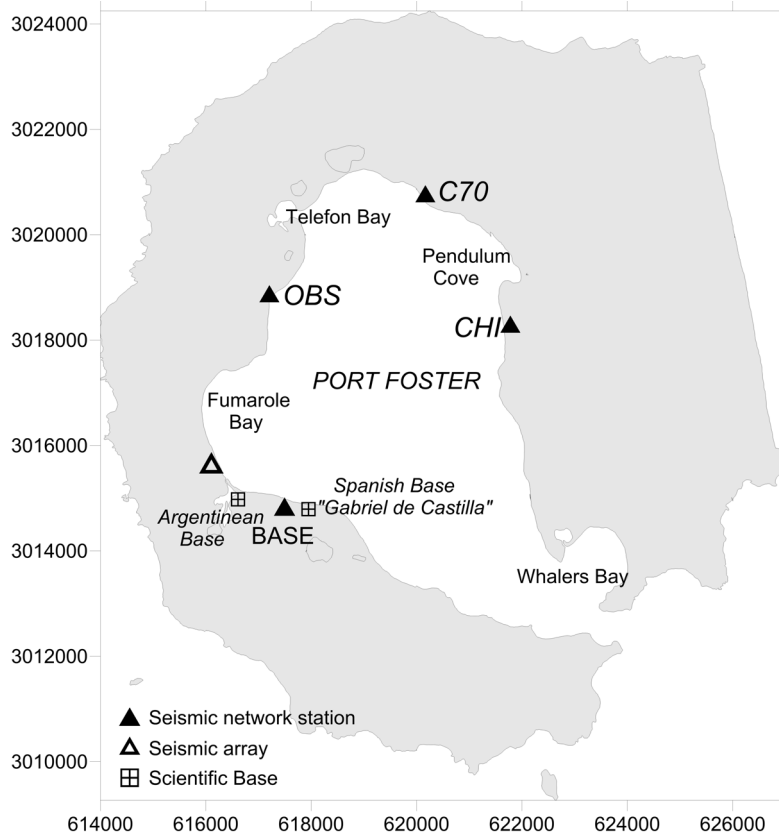 3024000
3022000
3020000
3018000
3016000
3014000
3012000
3010000
C70
Telefon Bay
Pendulum
Cove
OBS
CHI
PORT FOSTER
Fumarole
Bay
Spanish Base
"Gabriel de Castilla"
Argentinean
Base
BASE
Whalers Bay
Seismic network station
Seismic array
Scientific Base
614000 616000 618000 620000 622000 624000 626000